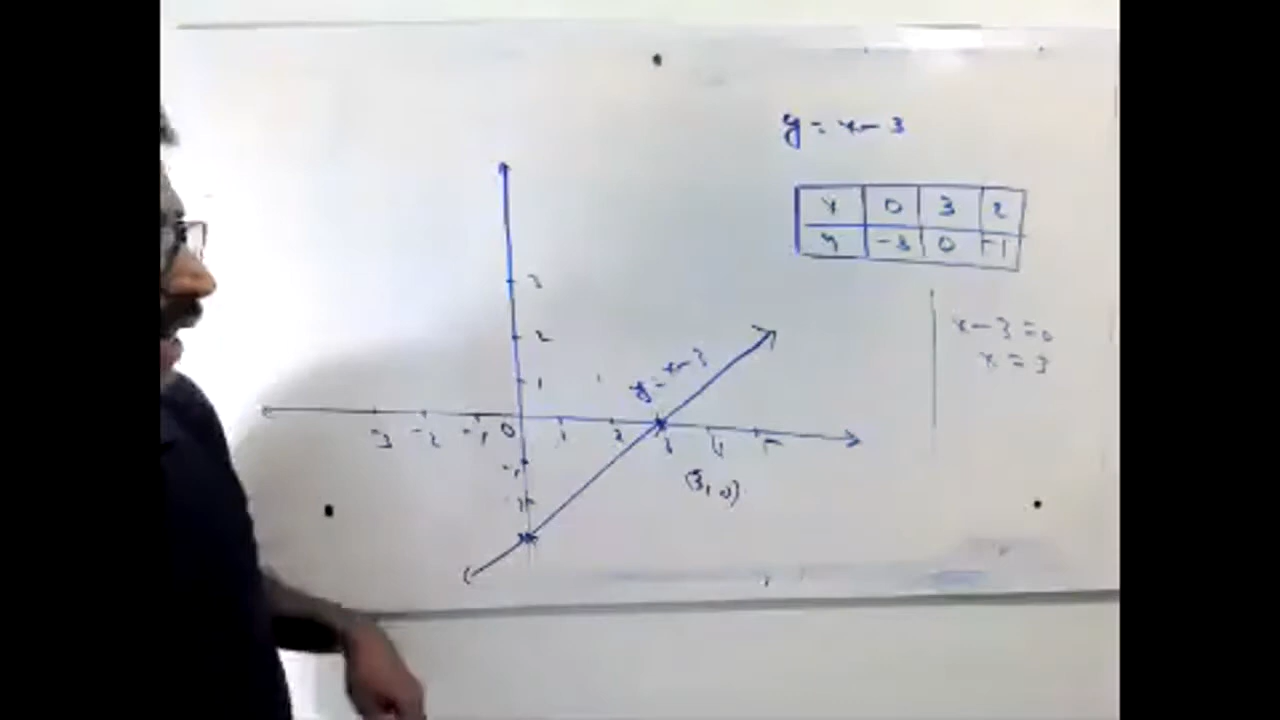 y = x - 3
x 0 3 2
y -3 0 -1
3
2
1
x - 3 = 0
x = 3
y = x - 3
-3 -2 -1 0 1 2 3 4 5
-1
(3, 0)
-2